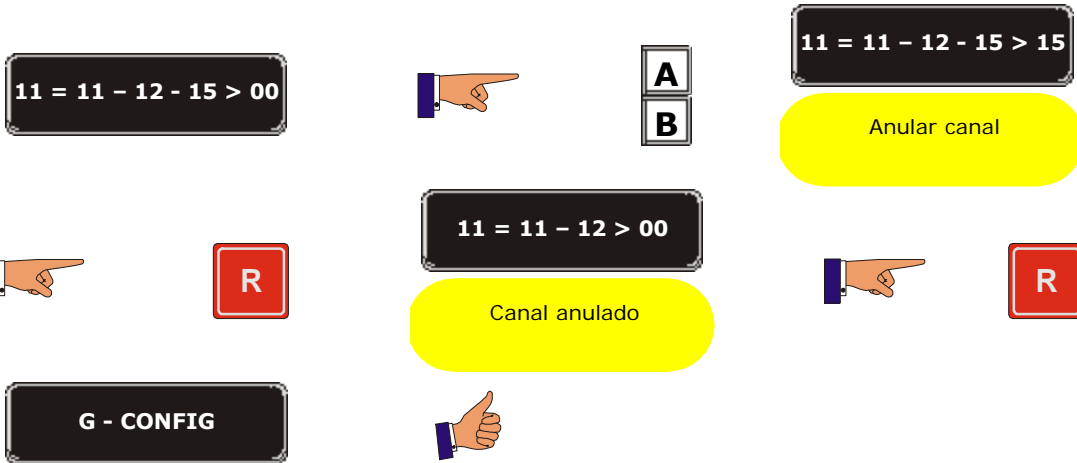 11 = 11 – 12 - 15 > 00
A
B
11 = 11 – 12 - 15 > 15
Anular canal
R
11 = 11 – 12 > 00
Canal anulado
R
G - CONFIG